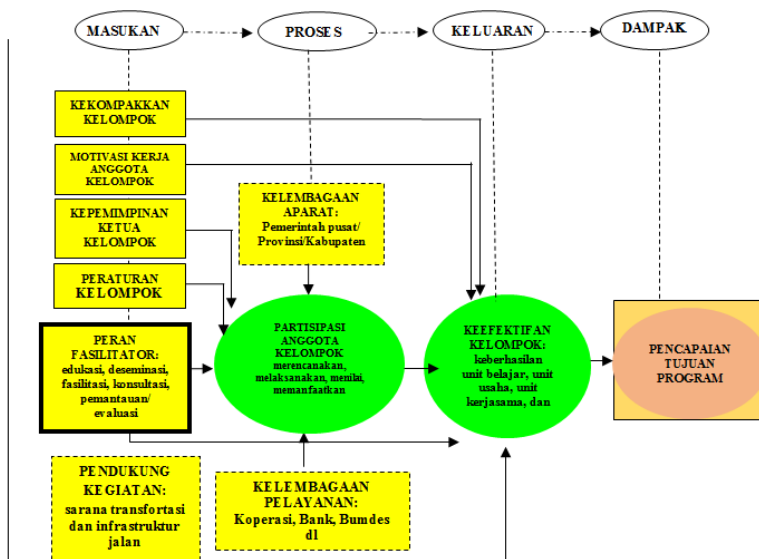 MASUKAN
PROSES
KELUARAN
DAMPAK
KEKOMPAKKAN
KELOMPOK
MOTIVASI KERJA
ANGGOTA
KELOMPOK
KEPEMIMPINAN
KETUA
KELOMPOK
PERATURAN
KELOMPOK
PERAN
FASILITATOR:
edukasi, deseminasi,
fasilitasi, konsultasi,
pemantauan/
evaluasi
PENDUKUNG
KEGIATAN:
sarana transfortasi
dan infrastruktur
jalan
KELEMBAGAAN
APARAT:
Pemerintah pusat/
Provinsi/Kabupaten
PARTISIPASI
ANGGOTA
KELOMPOK
merencanakan,
melaksanakan, menilai,
memanfaatkan
KELEMBAGAAN
PELAYANAN:
Koperasi, Bank, Bumdes
dl
KEEFEKTIFAN
KELOMPOK:
keberhasilan
unit belajar, unit
usaha, unit
kerjasama, dan
PENCAPAIAN
TUJUAN
PROGRAM